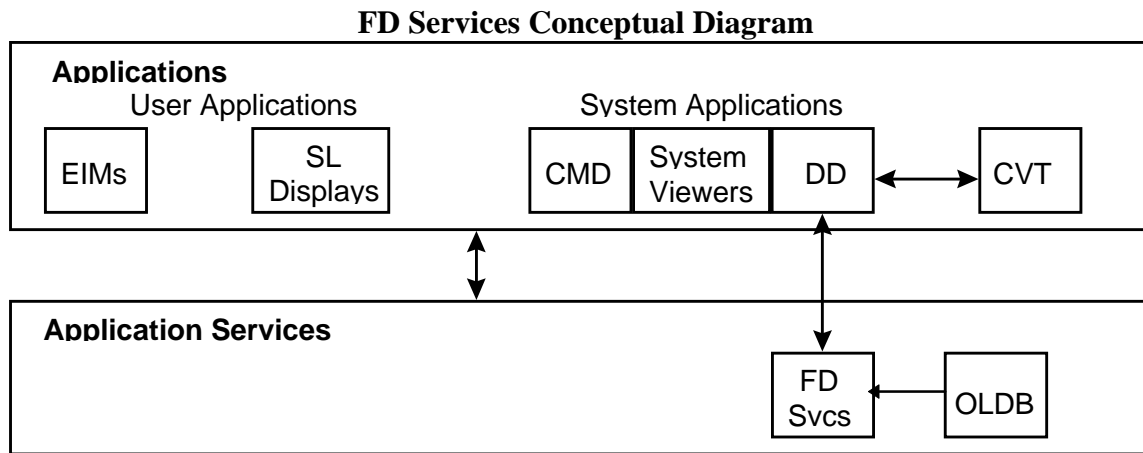 FD Services Conceptual Diagram
Applications
User Applications
System Applications
EIMs
SL
Displays
CMD
System
Viewers
DD
CVT
Application Services
FD
Svcs
OLDB